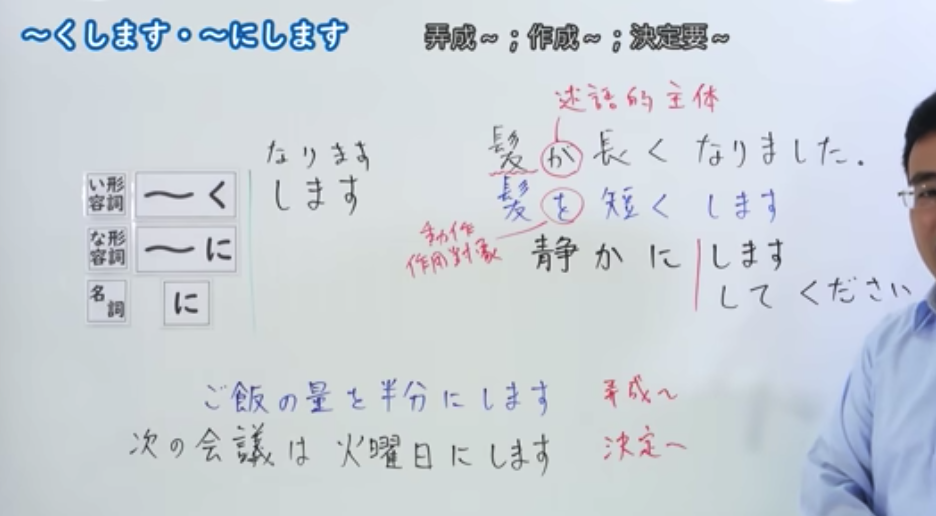 ～くします・～にします
弄成～；作成～；決定要～
述語的主体
髪が長くなりました.
なります
します
い形容詞 ～く
髪を短くします
動作
作用対象
な形容詞 ～に
静かにします
してください
名詞 に
ご飯の量を半分にします 弄成～
次の会議は火曜日にします 決定～